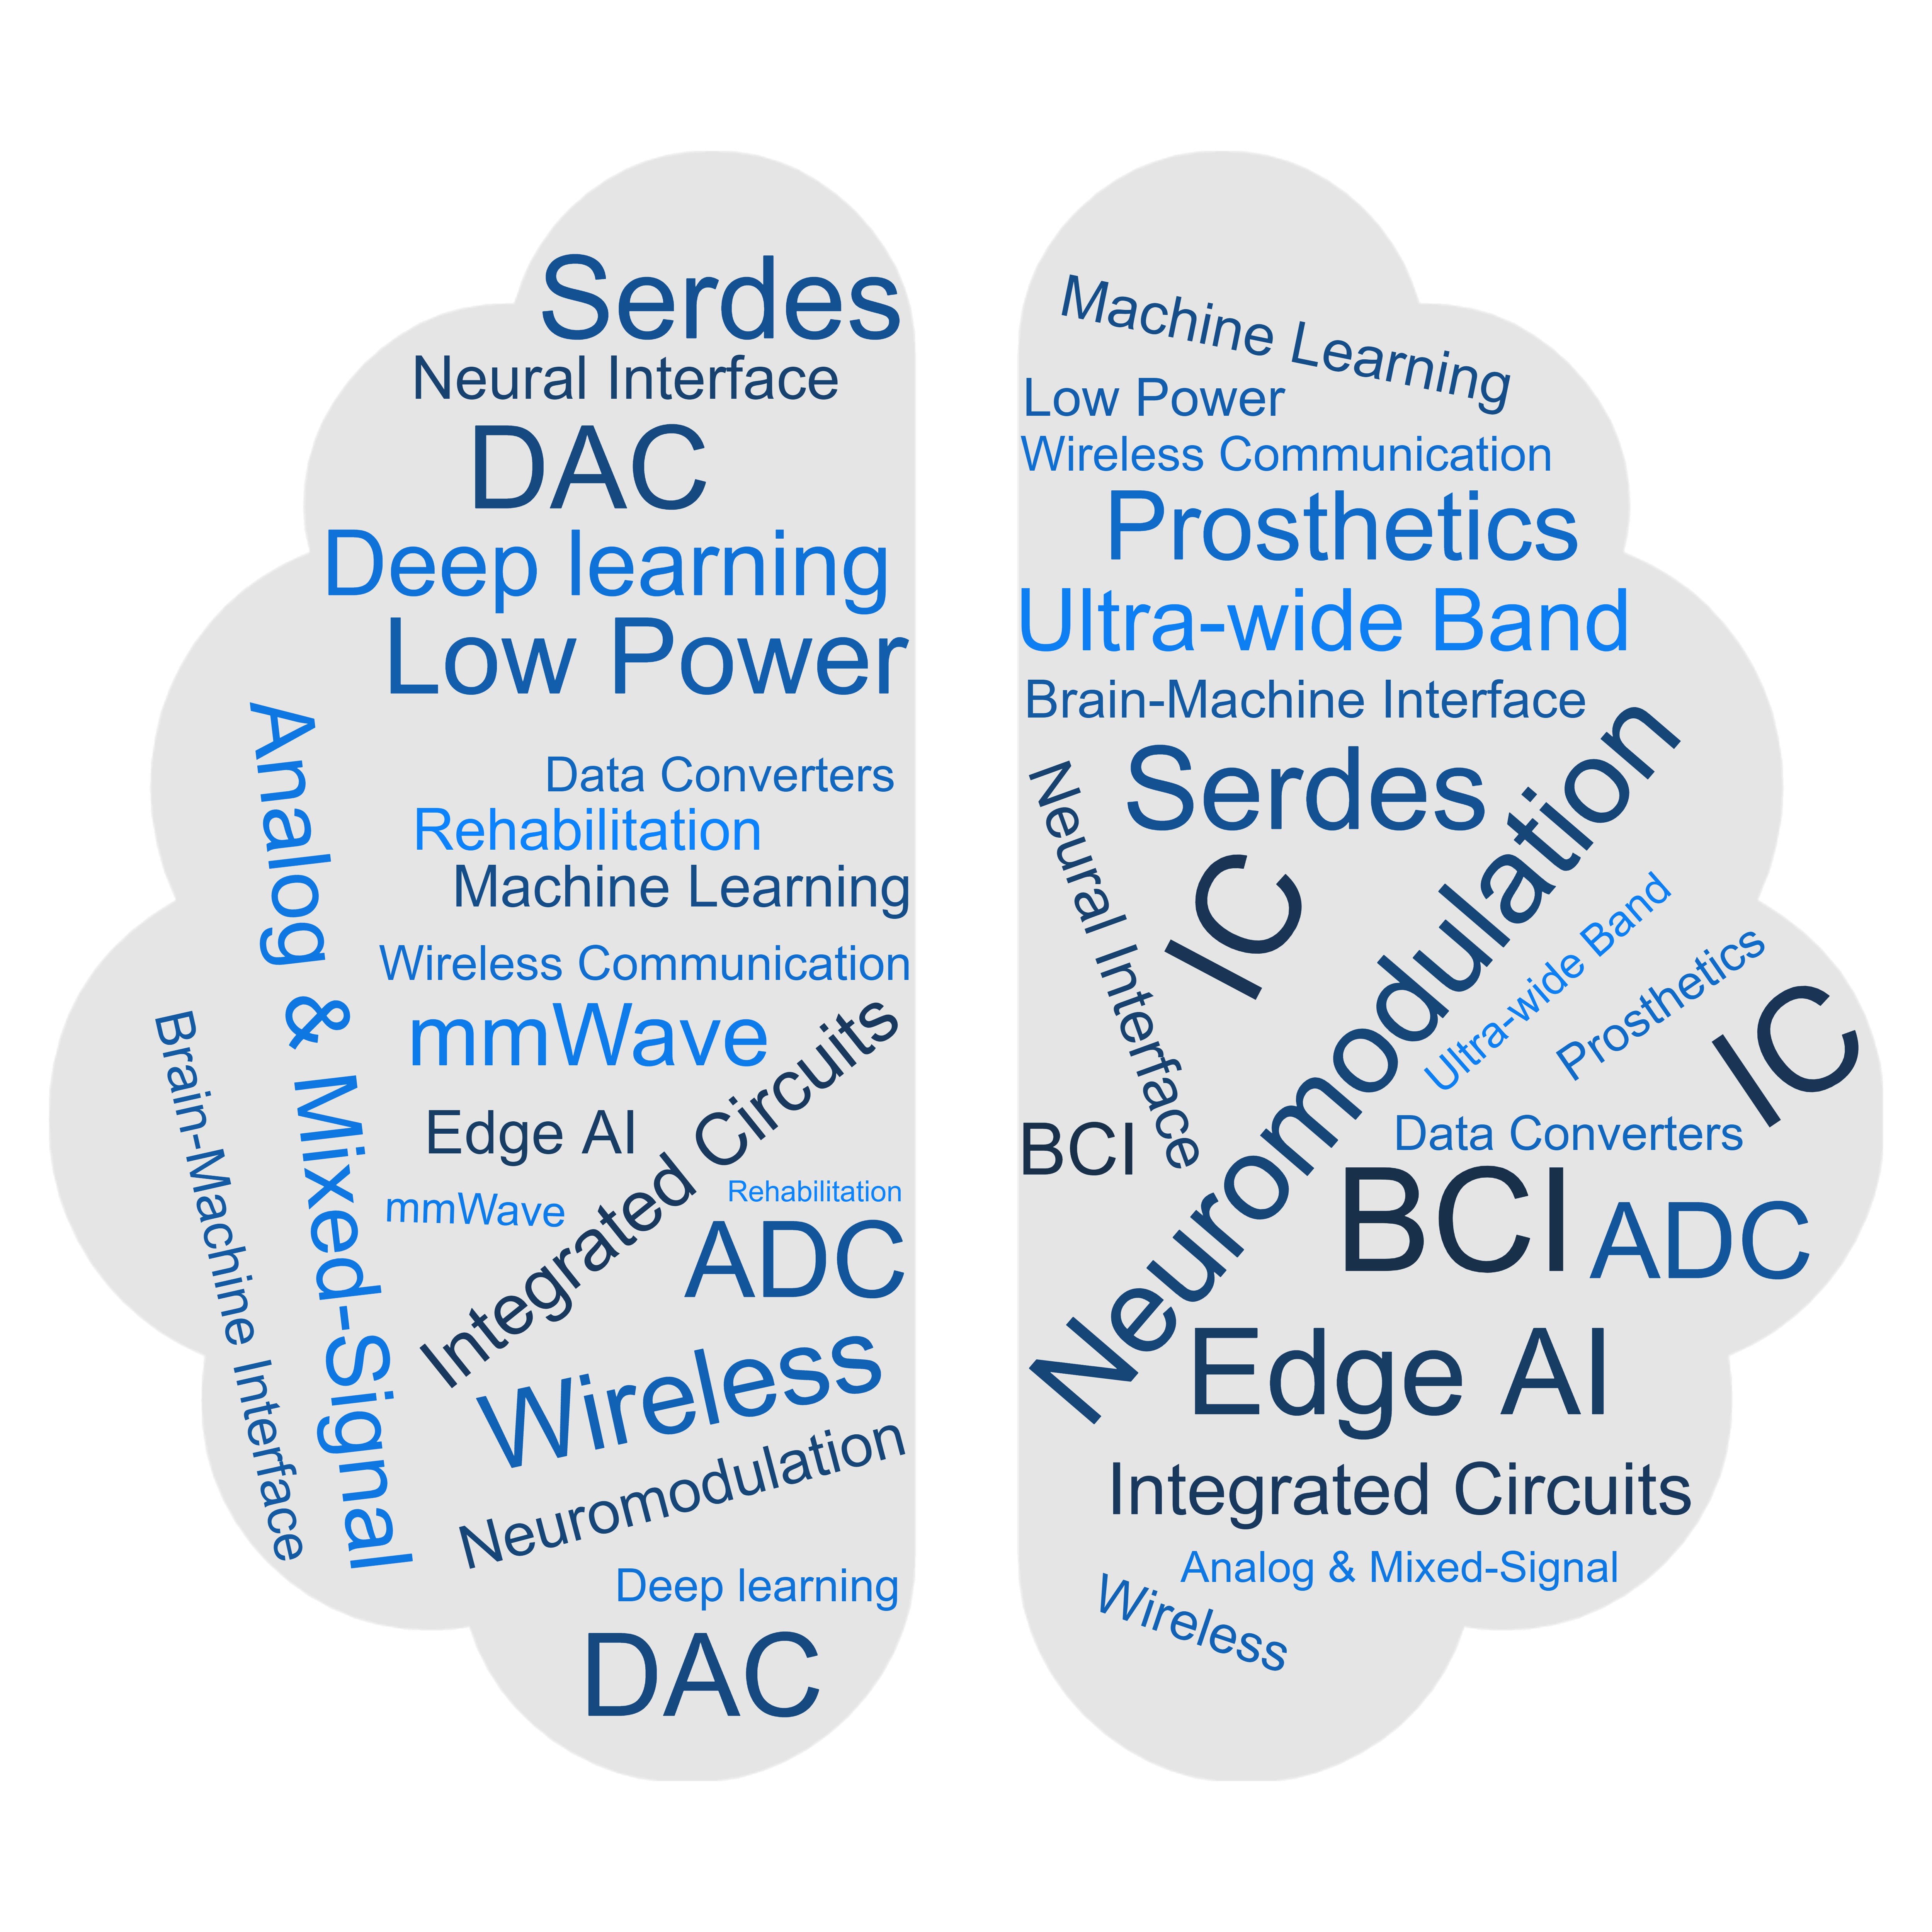 Serdes
Neural Interface
DAC
Deep learning
Low Power
Analog & Mixed-Signal
Data Converters
Rehabilitation
Machine Learning
Wireless Communication
mmWave
Brain-Machine Interface
Integrated Circuits
Edge AI
mmWave
Rehabilitation
ADC
Wireless
Neuromodulation
Deep learning
DAC
Machine Learning
Low Power
Wireless Communication
Prosthetics
Ultra-wide Band
Brain-Machine Interface
Serdes
Neural Interface
IC
Neuromodulation
Ultra-wide Band
Prosthetics
IC
BCI
Data Converters
BCI
ADC
Edge AI
Integrated Circuits
Analog & Mixed-Signal
Wireless